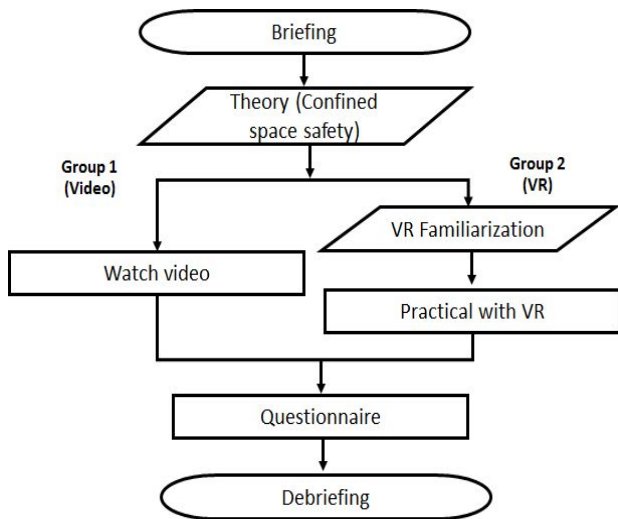 Briefing
Theory (Confined
space safety)
Group 1
(Video)
Group 2
(VR)
VR Familiarization
Watch video
Practical with VR
Questionnaire
Debriefing